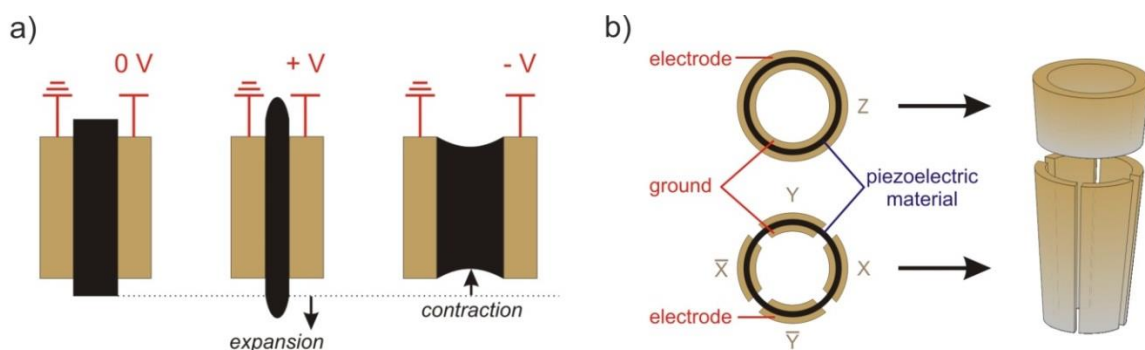 a)
0 V
+ V
- V
expansion
contraction
b)
electrode
Z
ground
piezoelectric
material
Y
X̅
X
electrode
Y̅